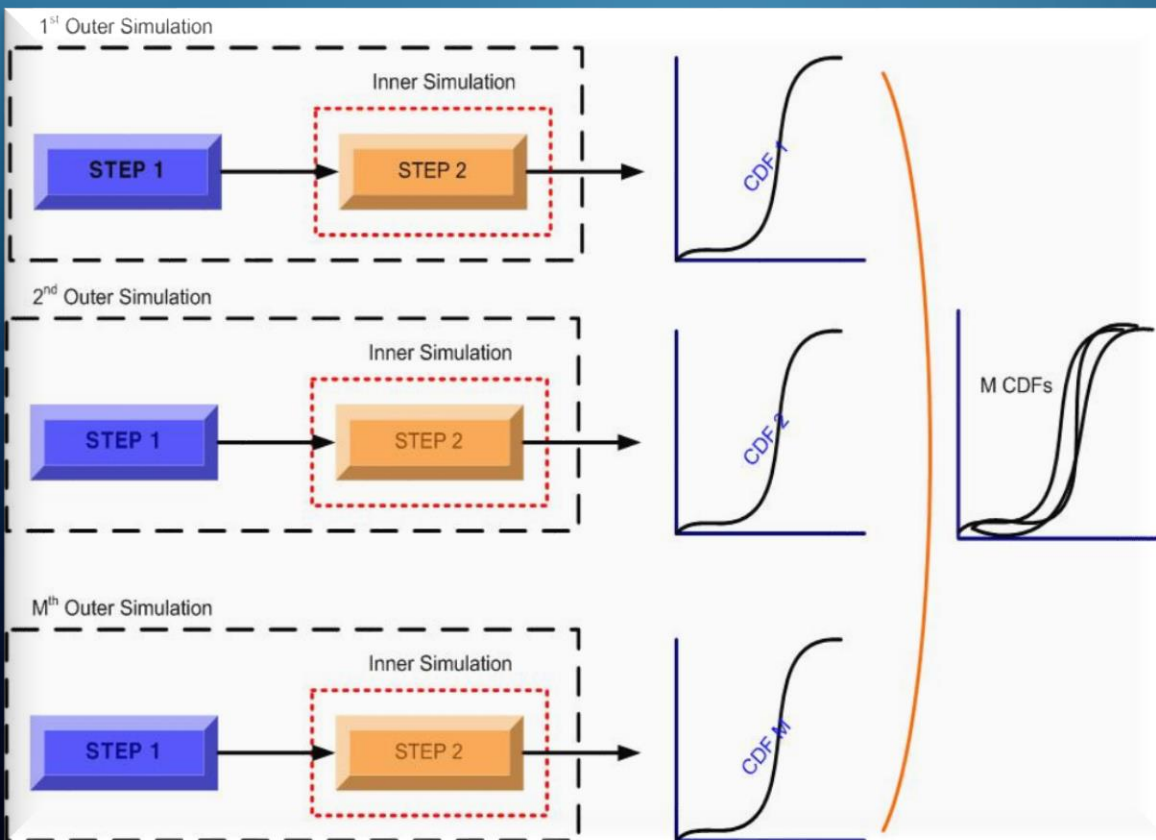 1st Outer Simulation
Inner Simulation
STEP 1
STEP 2
CDF 1
2nd Outer Simulation
Inner Simulation
STEP 1
STEP 2
CDF 2
M CDFs
Mth Outer Simulation
Inner Simulation
STEP 1
STEP 2
CDF M